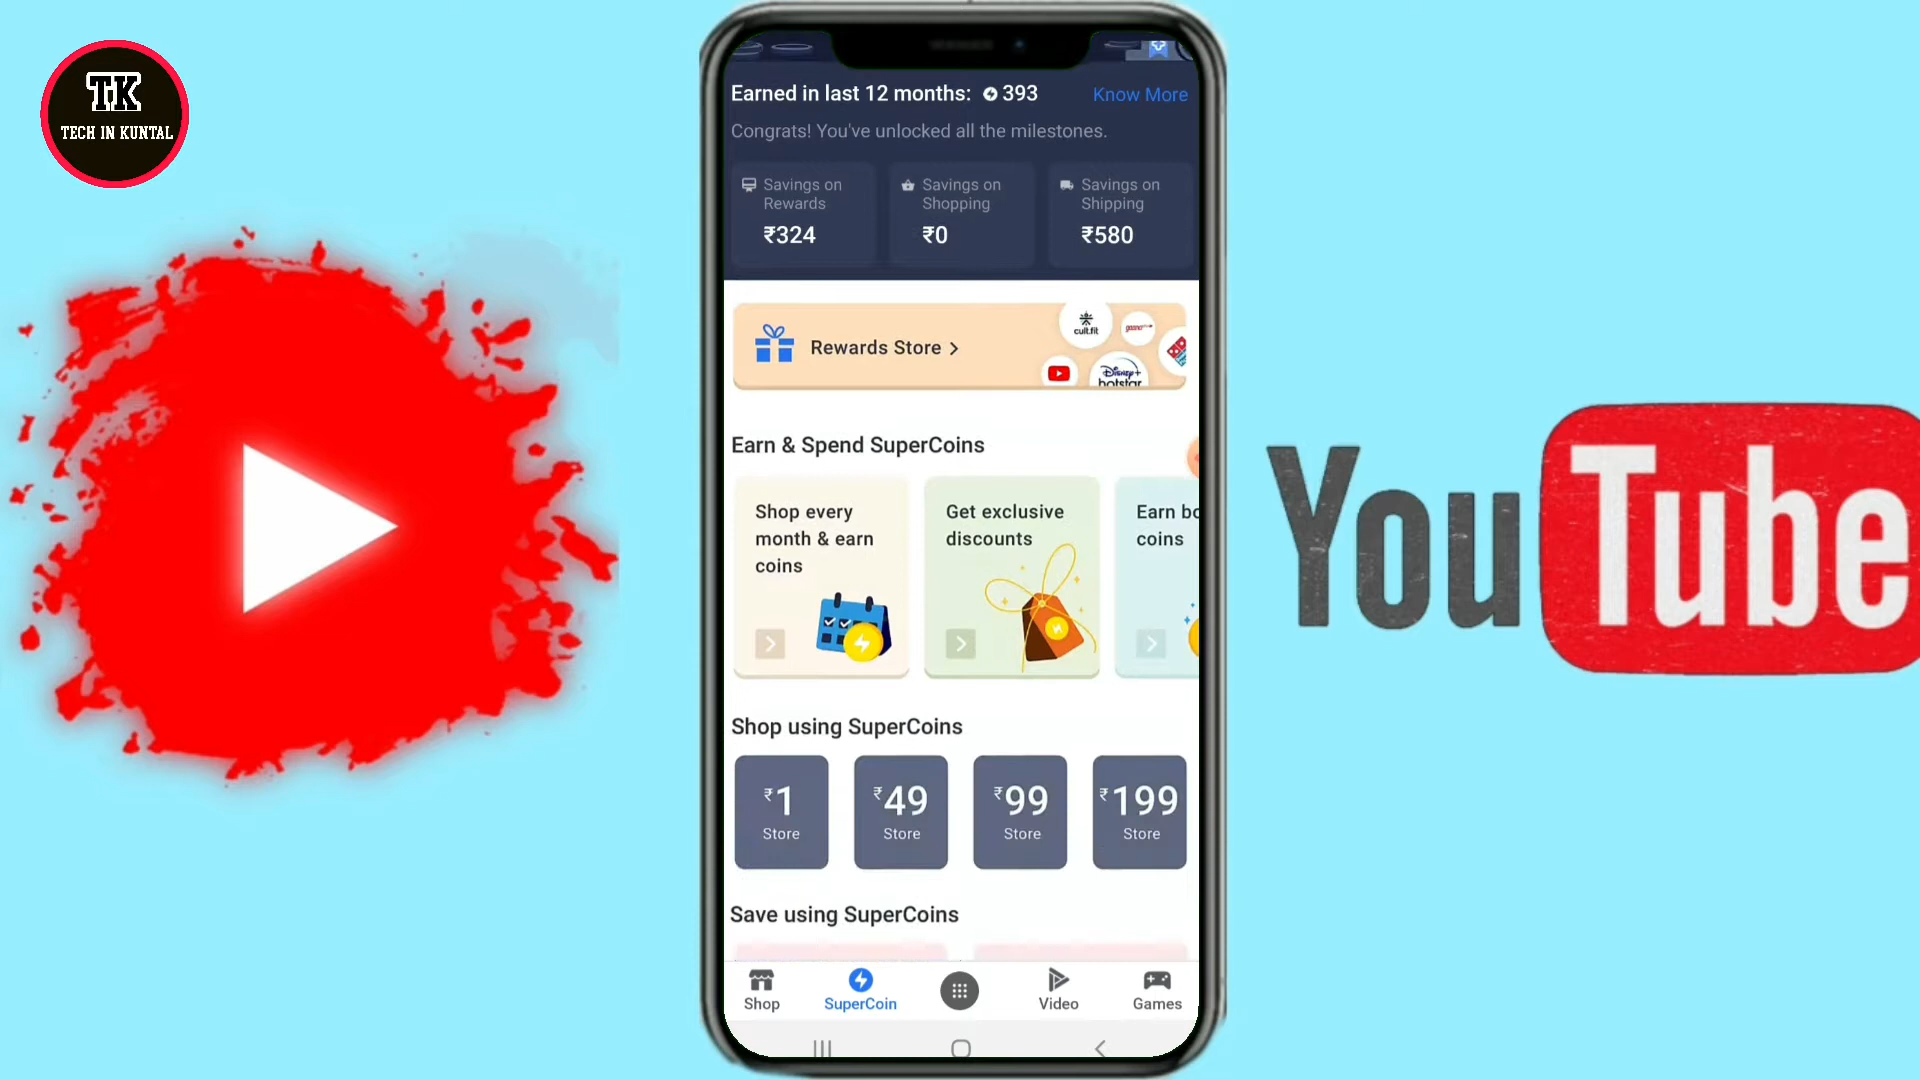 TK
TECH IN KUNTAL
Earned in last 12 months: 393
Know More
Congrats! You've unlocked all the milestones.
Savings on
Rewards
₹324
Savings on
Shopping
₹0
Savings on
Shipping
₹580
Rewards Store >
cult.fit
Disney+
hotstar
Earn & Spend SuperCoins
Shop every
month & earn
coins
Get exclusive
discounts
Earn bo
coins
Shop using SuperCoins
₹1
Store
₹49
Store
₹99
Store
₹199
Store
Save using SuperCoins
Shop
SuperCoin
Video
Games
YouTube